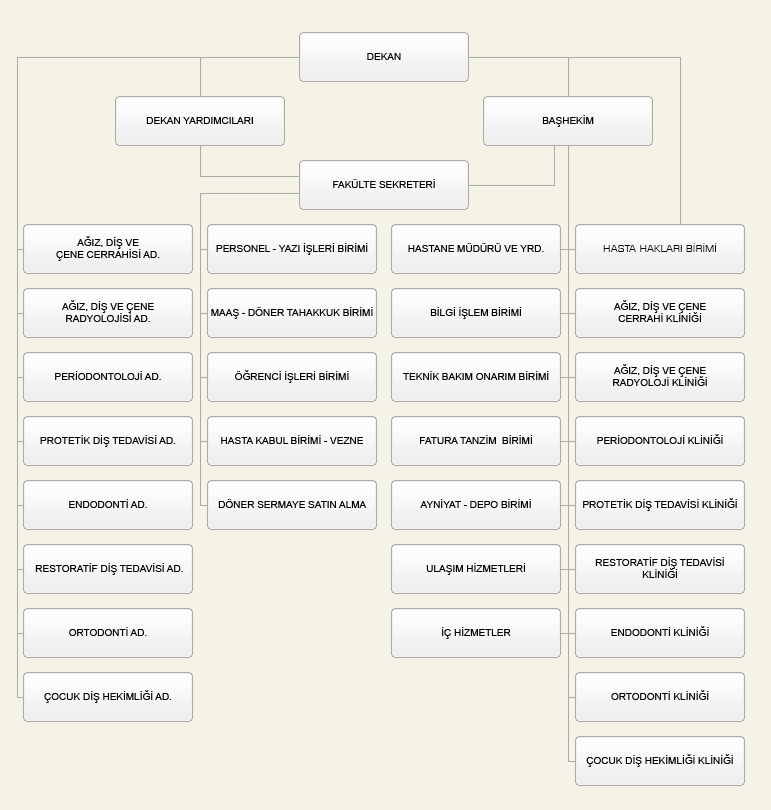 DEKAN
DEKAN YARDIMCILARI
BAŞHEKİM
FAKÜLTE SEKRETERİ
AĞIZ, DİŞ VE
ÇENE CERRAHİSİ AD.
PERSONEL - YAZI İŞLERİ BİRİMİ
HASTANE MÜDÜRÜ VE YRD.
HASTA HAKLARI BİRİMİ
AĞIZ, DİŞ VE ÇENE
RADYOLOJİSİ AD.
MAAŞ - DÖNER TAHAKKUK BİRİMİ
BİLGİ İŞLEM BİRİMİ
AĞIZ, DİŞ VE ÇENE
CERRAHİ KLİNİĞİ
PERİODONTOLOJİ AD.
ÖĞRENCİ İŞLERİ BİRİMİ
TEKNİK BAKIM ONARIM BİRİMİ
AĞIZ, DİŞ VE ÇENE
RADYOLOJİ KLİNİĞİ
PROTETİK DİŞ TEDAVİSİ AD.
HASTA KABUL BİRİMİ - VEZNE
FATURA TANZİM BİRİMİ
PERİODONTOLOJİ KLİNİĞİ
ENDODONTİ AD.
DÖNER SERMAYE SATIN ALMA
AYNİYAT - DEPO BİRİMİ
PROTETİK DİŞ TEDAVİSİ KLİNİĞİ
RESTORATİF DİŞ TEDAVİSİ AD.
ULAŞIM HİZMETLERİ
RESTORATİF DİŞ TEDAVİSİ
KLİNİĞİ
ORTODONTİ AD.
İÇ HİZMETLER
ENDODONTİ KLİNİĞİ
ÇOCUK DİŞ HEKİMLİĞİ AD.
ORTODONTİ KLİNİĞİ
ÇOCUK DİŞ HEKİMLİĞİ KLİNİĞİ